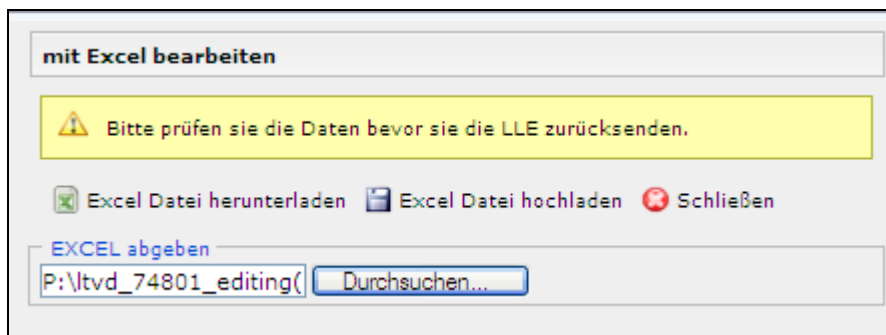 mit Excel bearbeiten
Bitte prüfen sie die Daten bevor sie die LLE zurücksenden.
Excel Datei herunterladen Excel Datei hochladen Schließen
EXCEL abgeben
P:\ltvd_74801_editing( Durchsuchen...